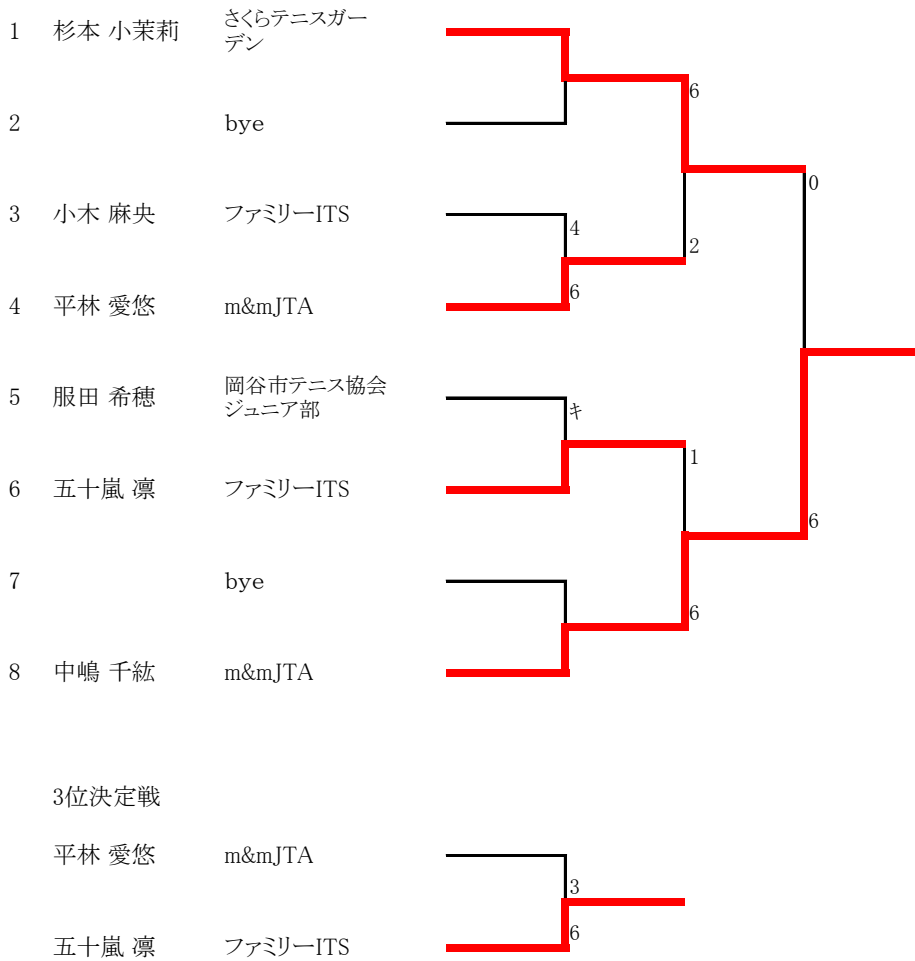 1 杉本 小茉莉 さくらテニスガー
デン
6
2 bye
0
3 小木 麻央 ファミリーITS
4
2
6
4 平林 愛悠 m&mJTA
5 服田 希穂 岡谷市テニス協会
ジュニア部
キ
1
6 五十嵐 凛 ファミリーITS
6
7 bye
6
8 中嶋 千紘 m&mJTA
3位決定戦
平林 愛悠 m&mJTA
3
6
五十嵐 凛 ファミリーITS